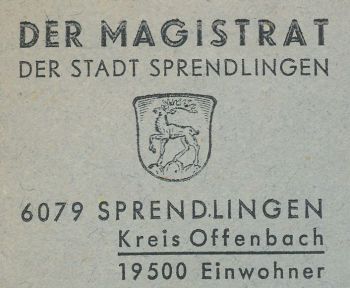 DER MAGISTRAT
DER STADT SPRENDLINGEN
6079 SPRENDLINGEN
Kreis Offenbach
19500 Einwohner